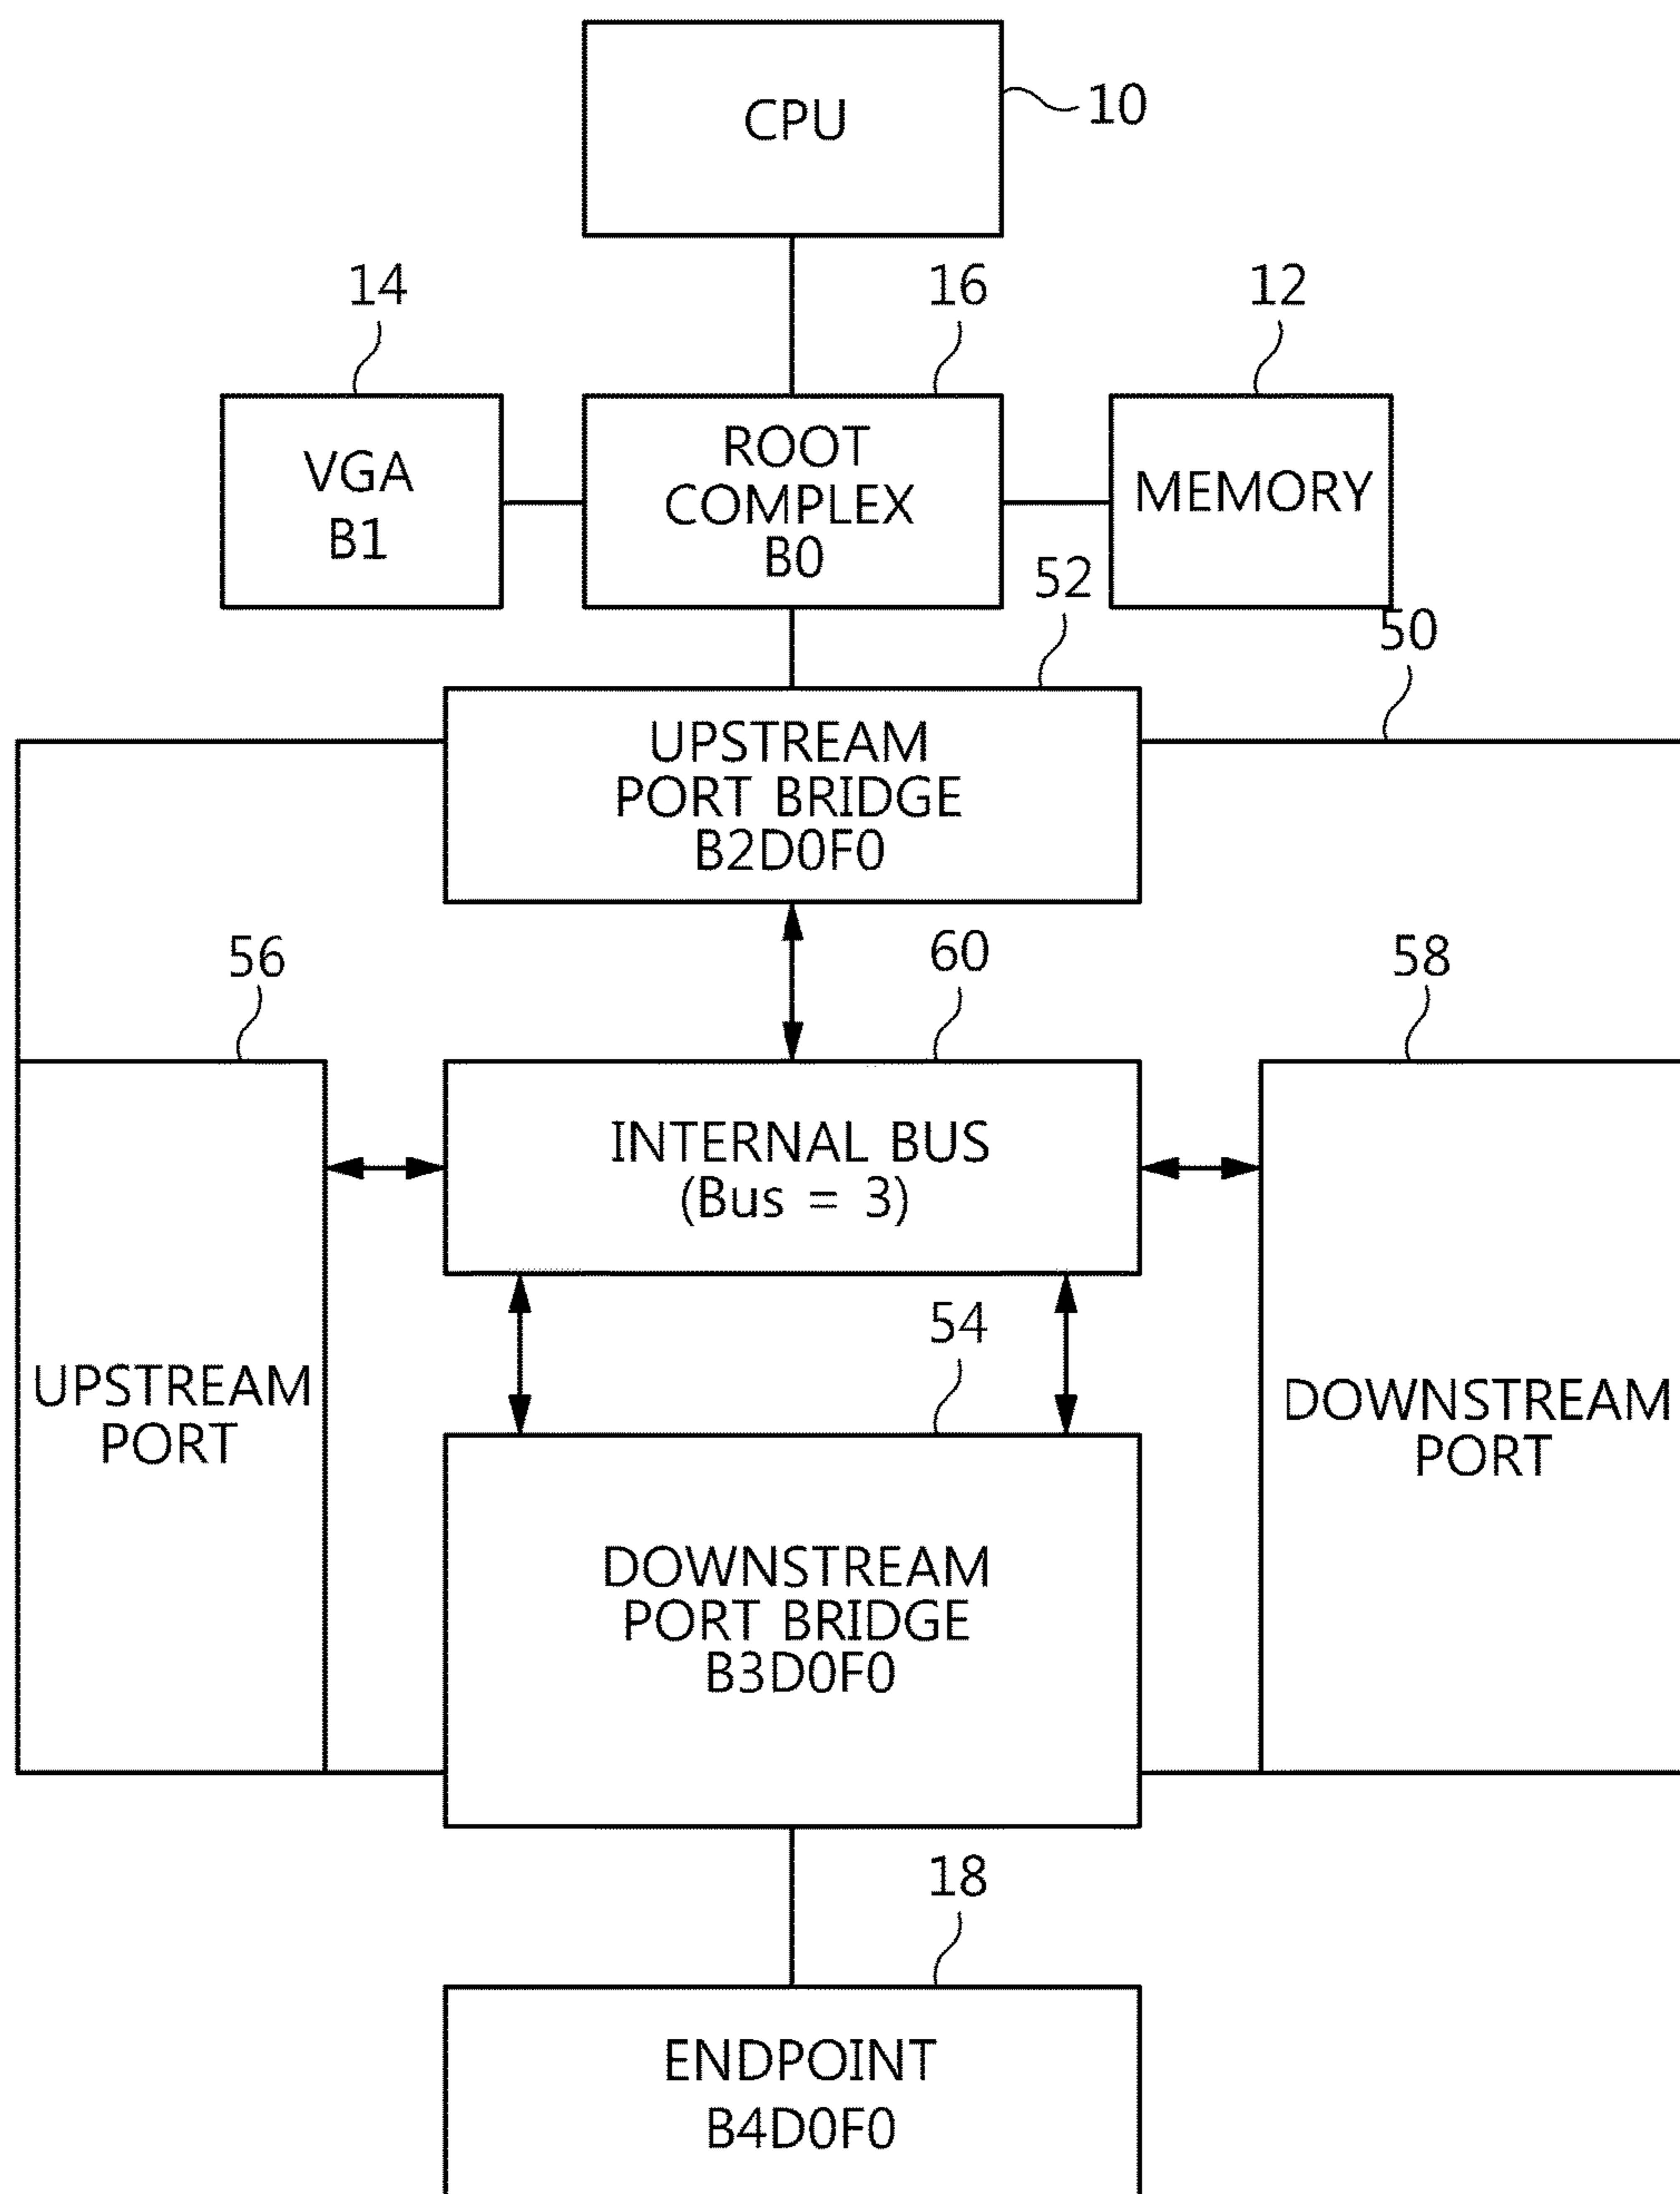 CPU
10
14
16
12
VGA
B1
ROOT
COMPLEX
B0
MEMORY
52
50
UPSTREAM
PORT BRIDGE
B2D0F0
56
60
58
INTERNAL BUS
(Bus = 3)
54
UPSTREAM
PORT
DOWNSTREAM
PORT
DOWNSTREAM
PORT BRIDGE
B3D0F0
18
ENDPOINT
B4D0F0